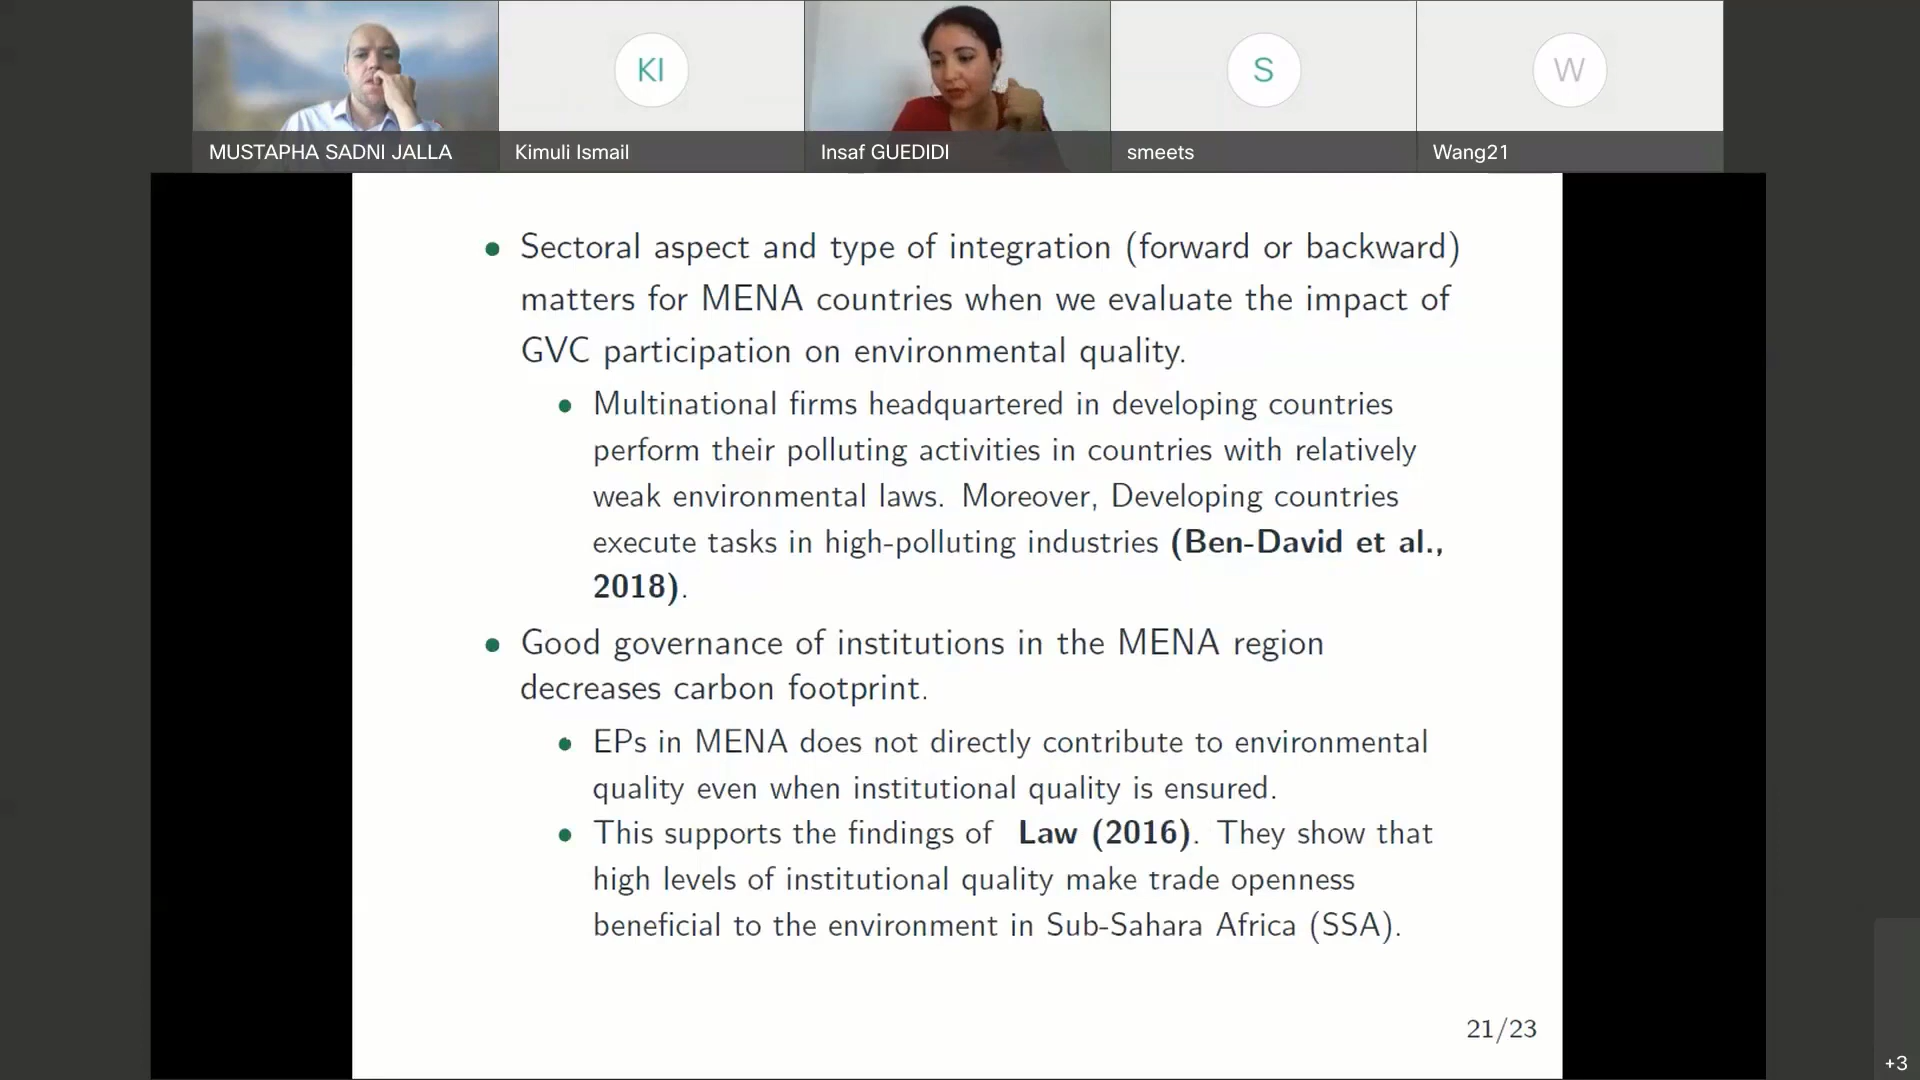 KI
S
W
MUSTAPHA SADNI JALLA
Kimuli Ismail
Insaf GUEDIDI
smeets
Wang21
• Sectoral aspect and type of integration (forward or backward)
matters for MENA countries when we evaluate the impact of
GVC participation on environmental quality.
• Multinational firms headquartered in developing countries
perform their polluting activities in countries with relatively
weak environmental laws. Moreover, Developing countries
execute tasks in high-polluting industries (Ben-David et al.,
2018).
• Good governance of institutions in the MENA region
decreases carbon footprint.
• EPs in MENA does not directly contribute to environmental
quality even when institutional quality is ensured.
• This supports the findings of Law (2016). They show that
high levels of institutional quality make trade openness
beneficial to the environment in Sub-Sahara Africa (SSA).
21/23
+3